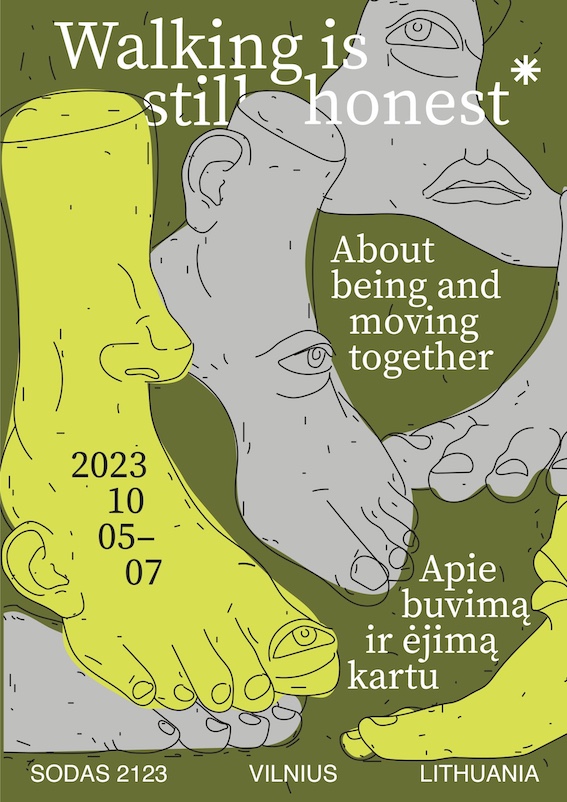 Walking is
still honest*
About
being and
moving
together
2023
10
05–
07
Apie
buvimą
ir ėjimą
kartu
SODAS 2123 VILNIUS LITHUANIA